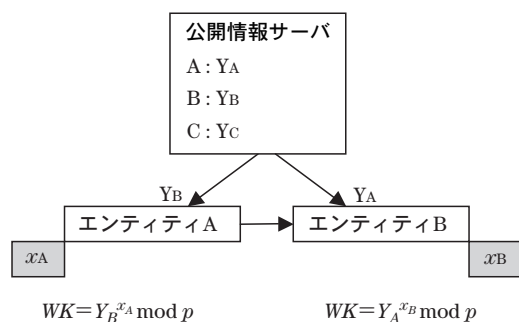 公開情報サーバ
A : YA
B : YB
C : YC
YB YA
エンティティA エンティティB
xA xB
WK=YB^xA mod p WK=YA^xB mod p